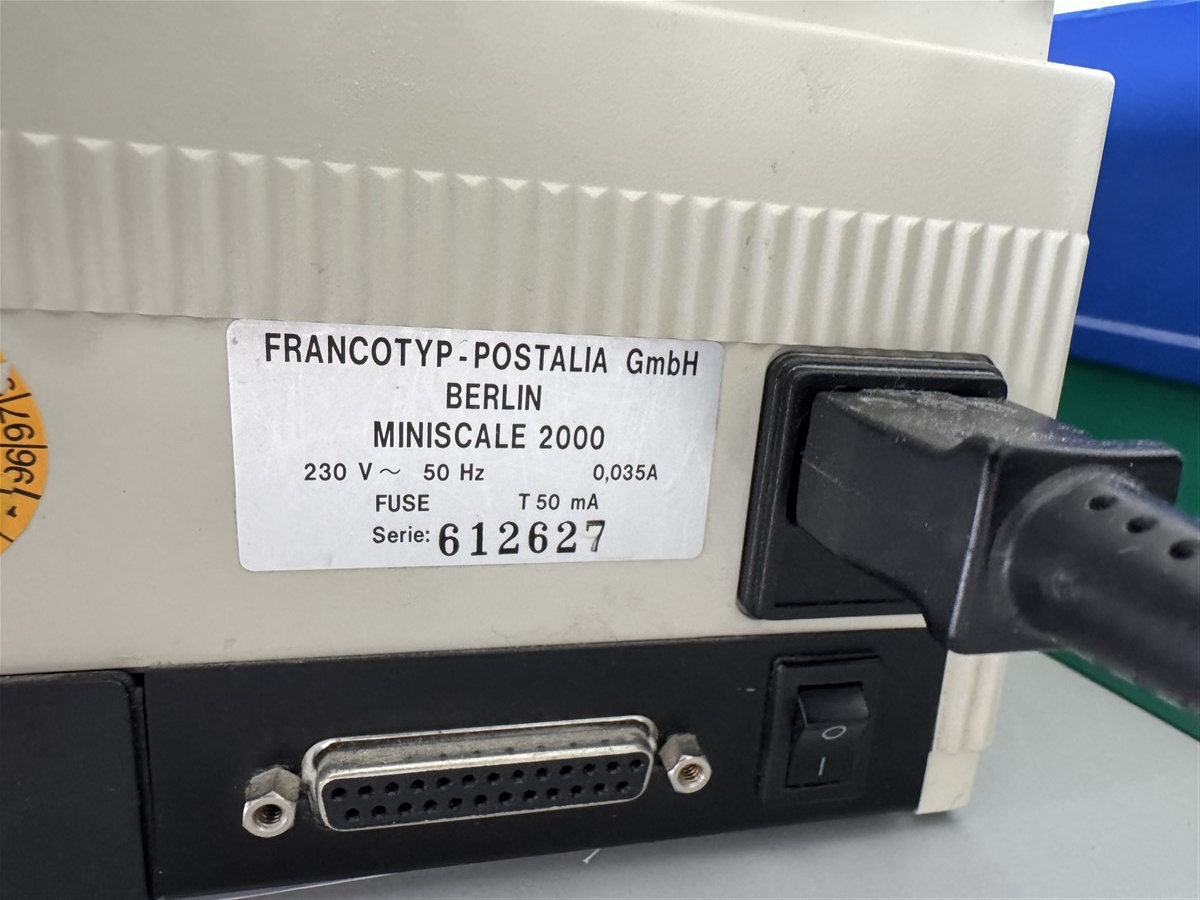 FRANCOTYP-POSTALIA GmbH
BERLIN
MINISCALE 2000
230 V ~ 50 Hz 0,035A
FUSE T 50 mA
Serie: 612627
O
I